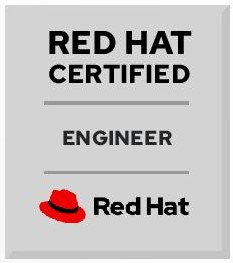 RED HAT
CERTIFIED
ENGINEER
Red Hat